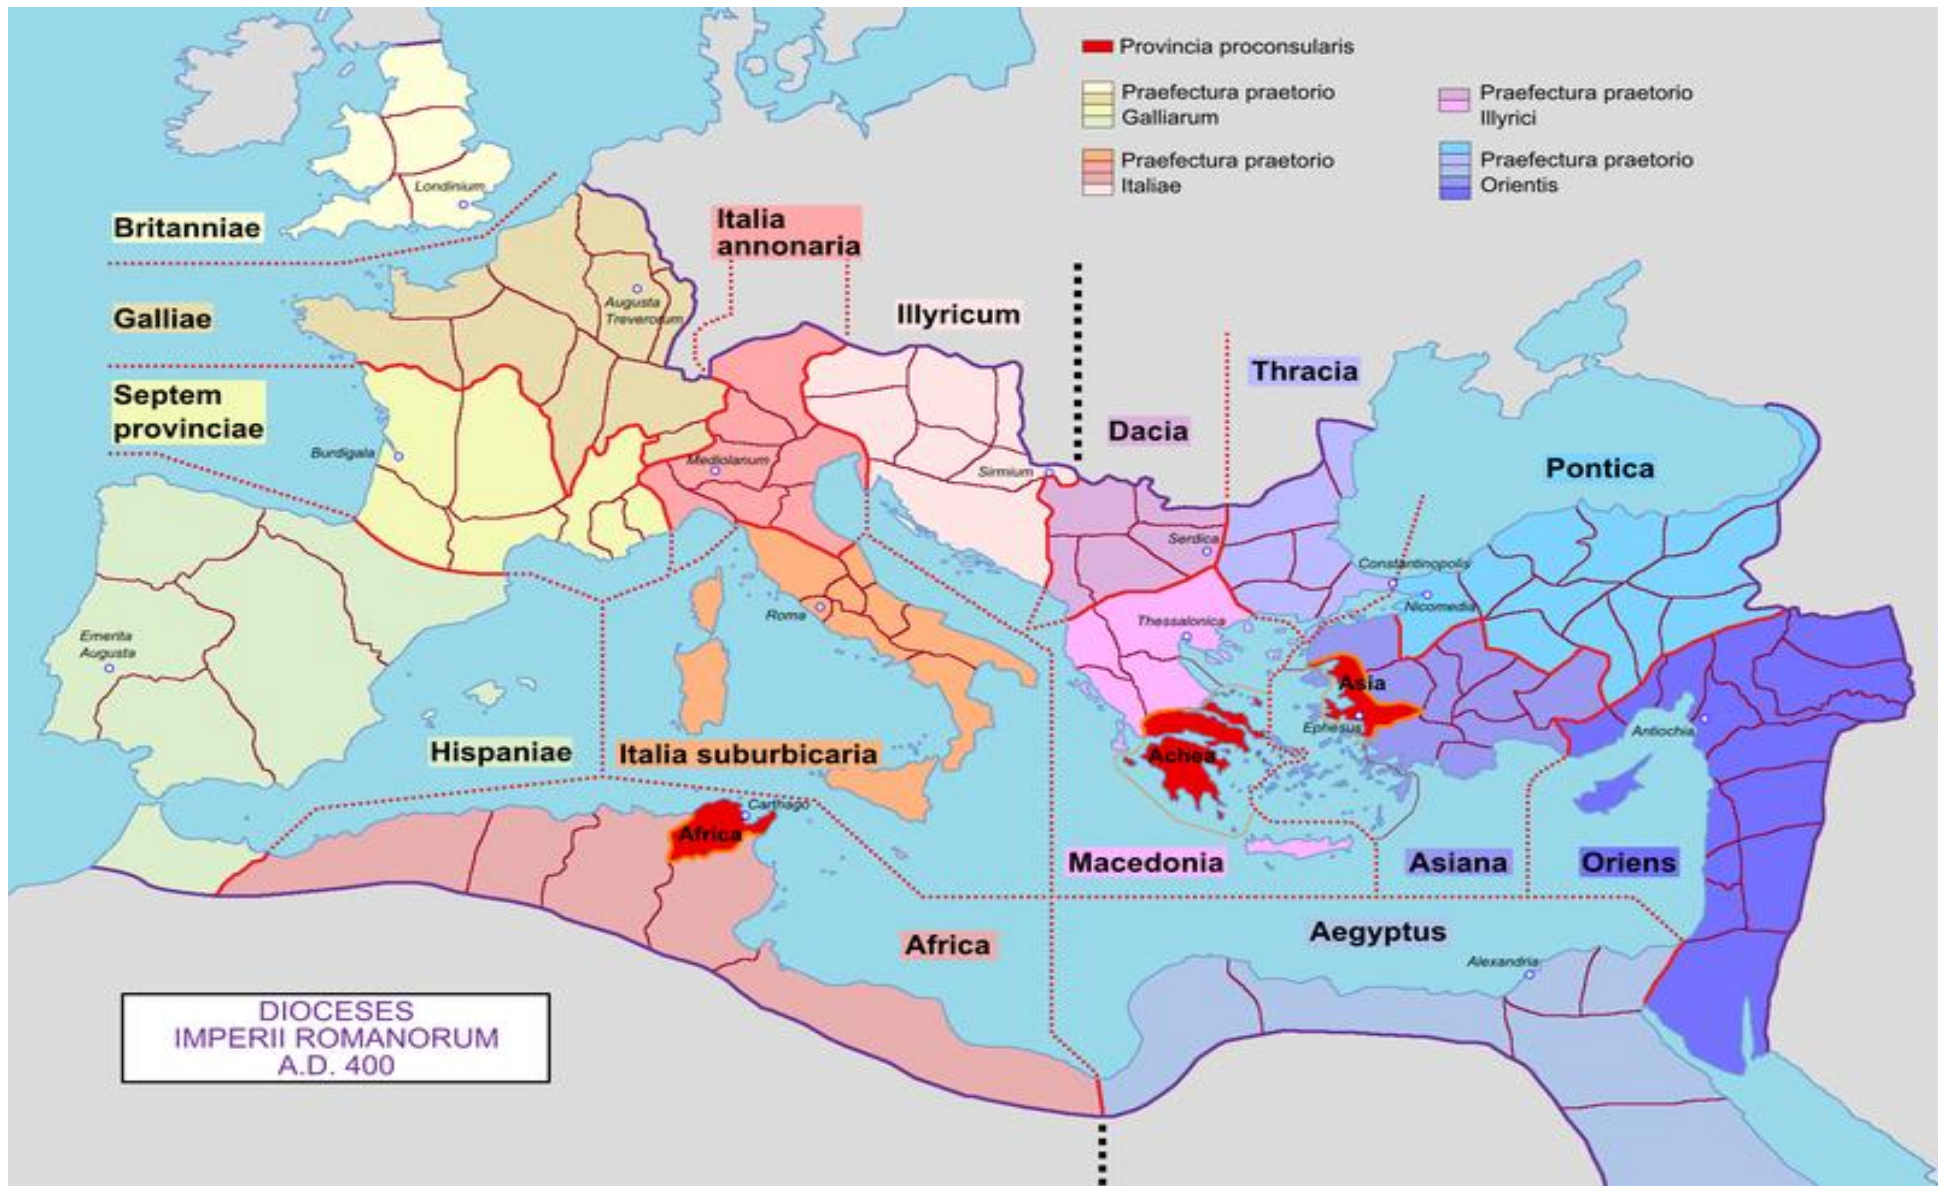 Provincia proconsularis
Praefectura praetorio
Galliarum
Praefectura praetorio
Illyrici
Praefectura praetorio
Italiae
Praefectura praetorio
Orientis
Londinium
Britanniae
Italia
annonaria
Galliae
Augusta
Treverorum
Illyricum
Thracia
Septem
provinciae
Dacia
Burdigala
Mediolanum
Sirmium
Pontica
Serdica
Constantinopolis
Nicomedia
Roma
Thessalonica
Emerita
Augusta
Asia
Ephesus
Antiochia
Hispaniae
Italia suburbicaria
Achea
Carthago
Africa
Macedonia
Asiana
Oriens
Africa
Aegyptus
Alexandria
DIOCESES
IMPERII ROMANORUM
A.D. 400